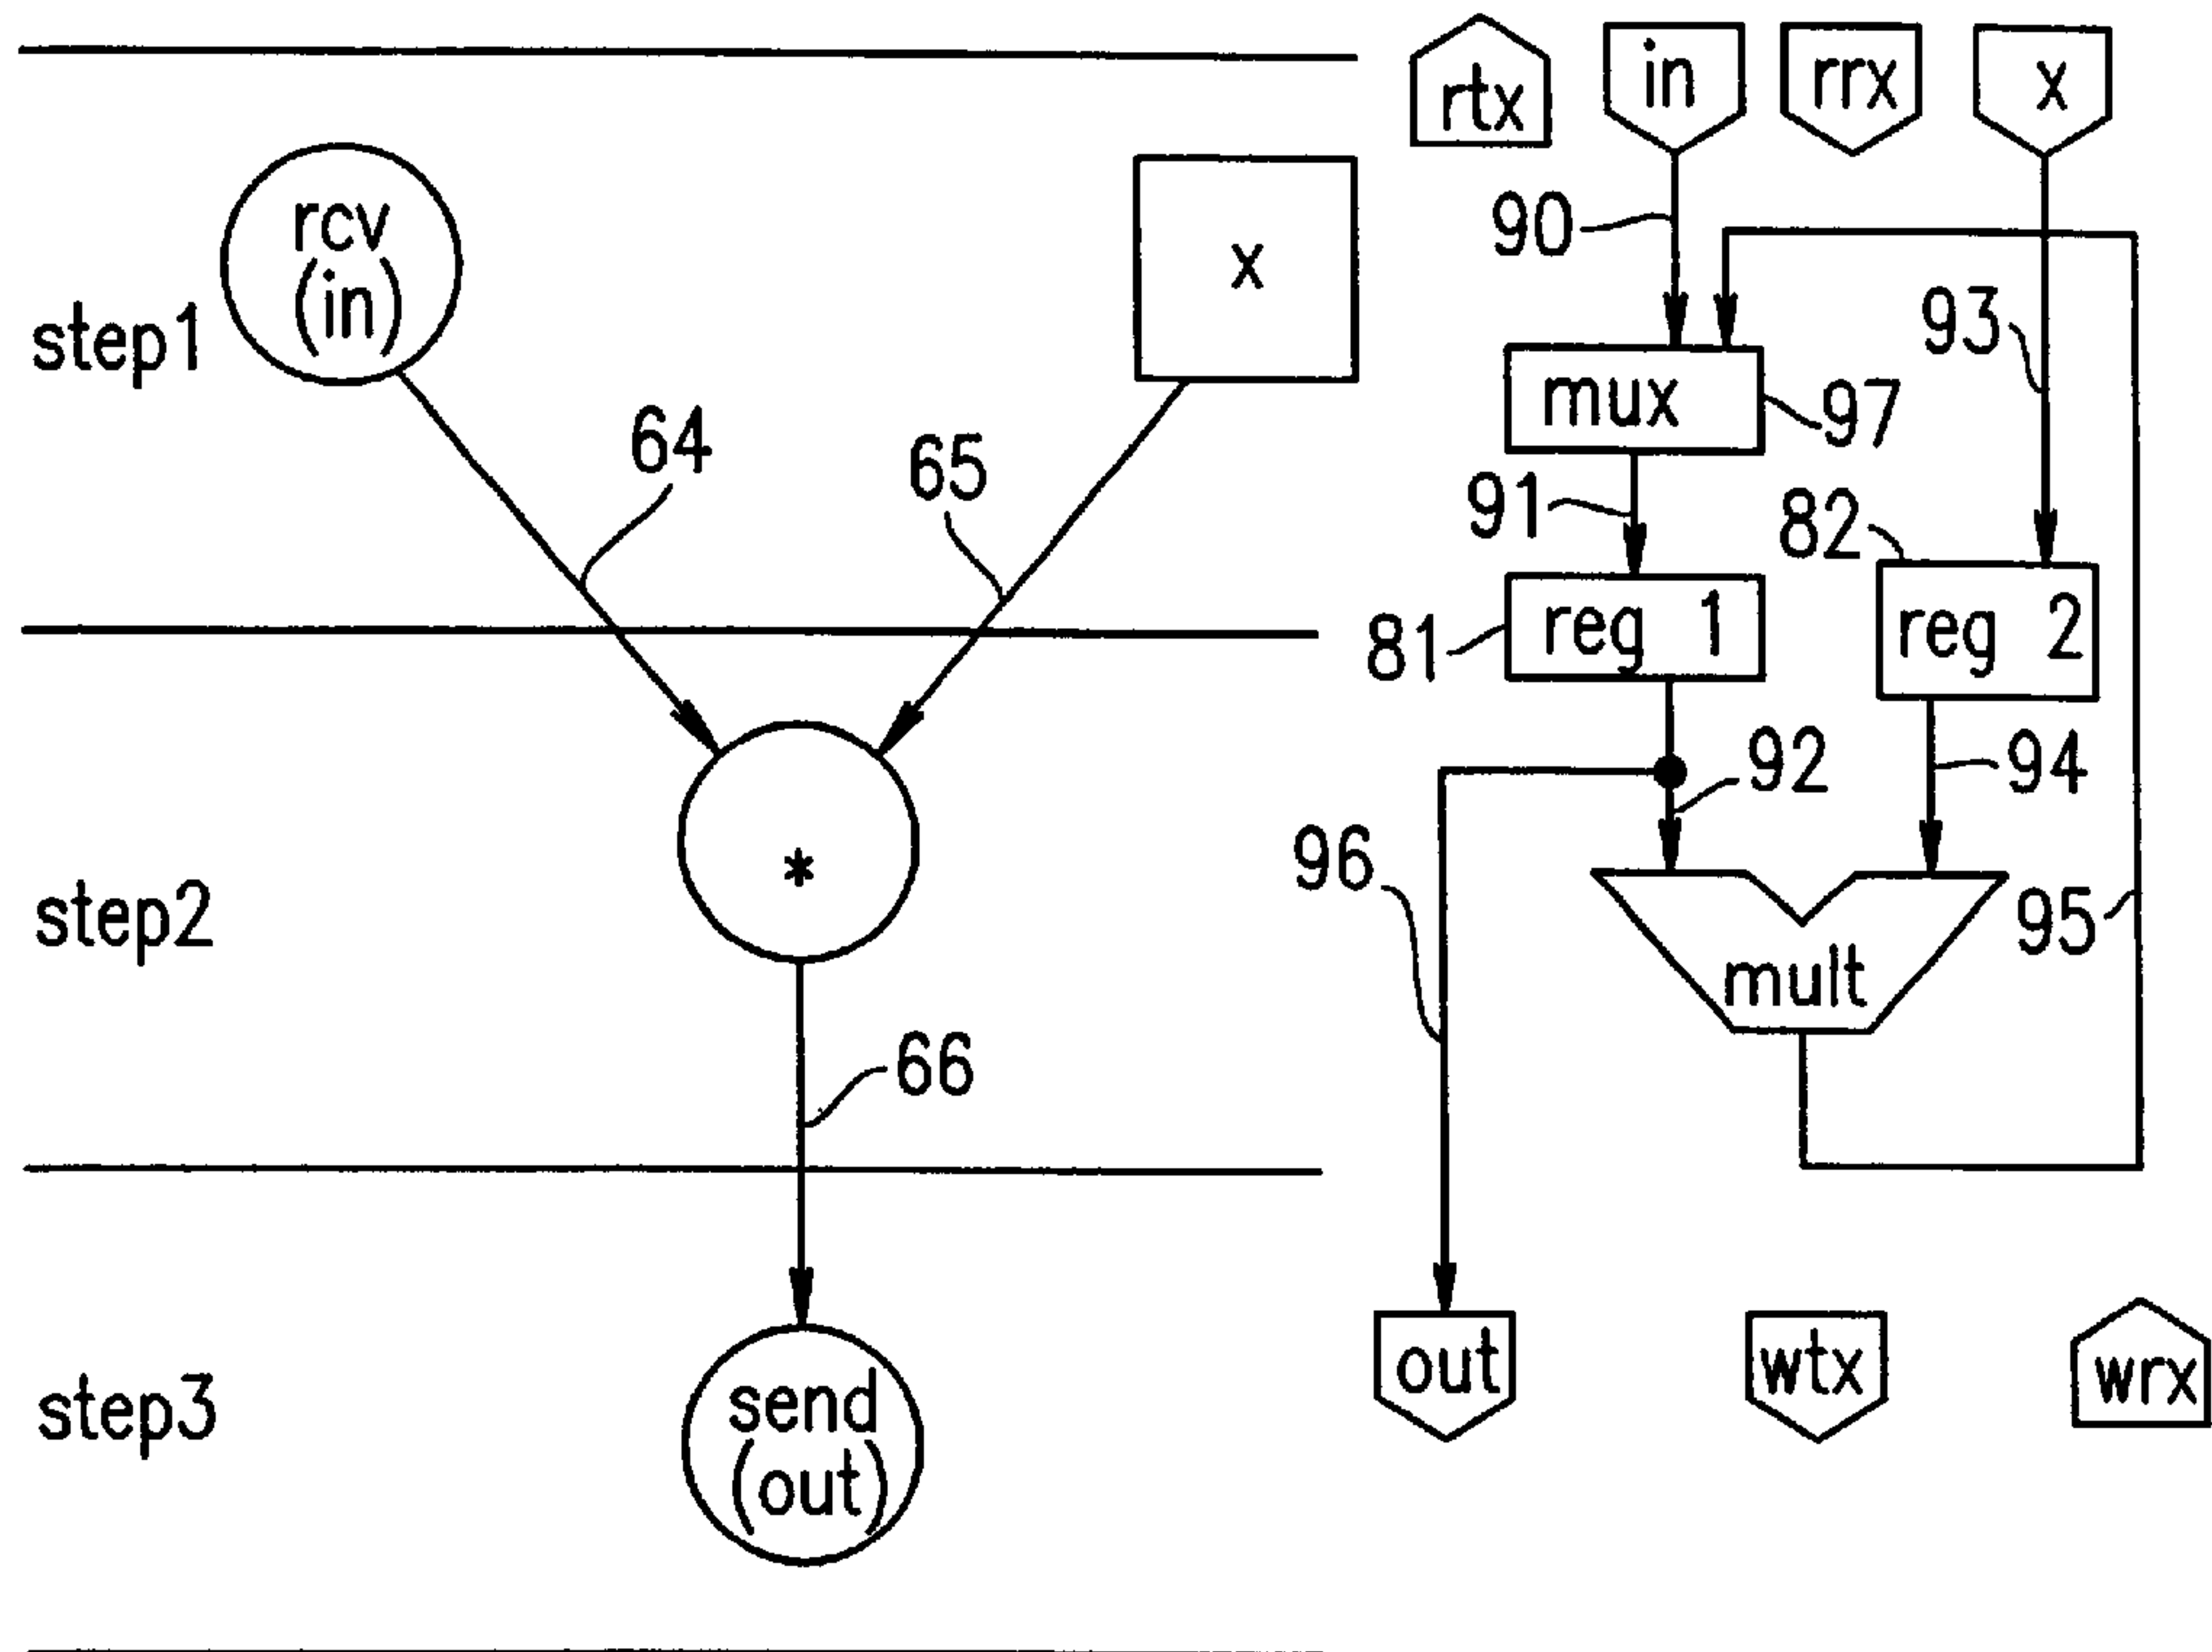 rcv
(in)
x
step1
64
65
*
step2
66
step3
send
(out)
rtx
in
rrx
x
90
93
mux
97
91
82
reg 1
81
reg 2
92
94
96
95
mult
out
wtx
wrx